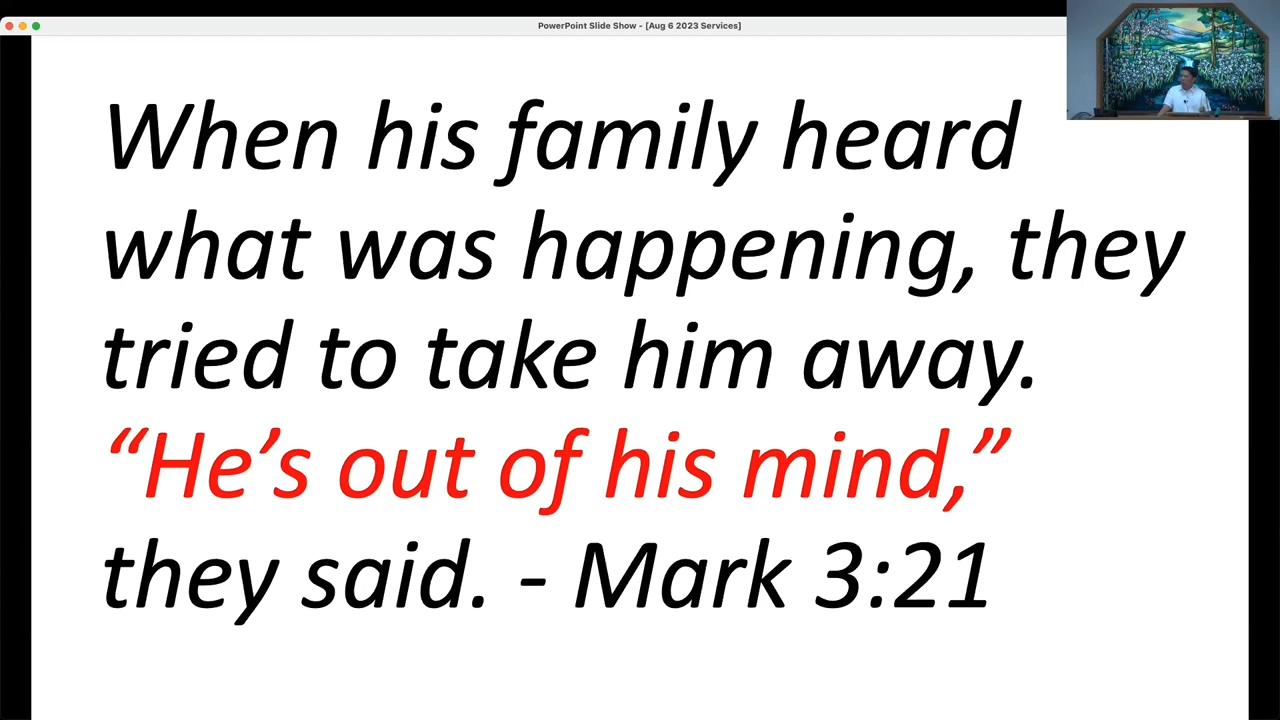 PowerPoint Slide Show - [Aug 6 2023 Services]
When his family heard
what was happening, they
tried to take him away.
“He’s out of his mind,”
they said. - Mark 3:21